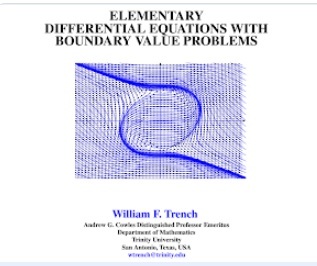 ELEMENTARY
DIFFERENTIAL EQUATIONS WITH
BOUNDARY VALUE PROBLEMS
William F. Trench
Andrew G. Cowles Distinguished Professor Emeritus
Department of Mathematics
Trinity University
San Antonio, Texas, USA
wtrench@trinity.edu